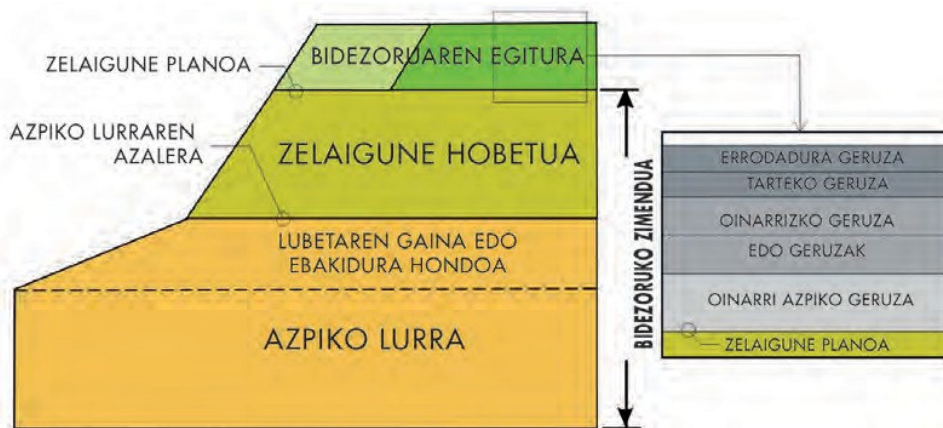 BIDEZORUAREN EGITURA
ZELAIGUNE PLANOA
AZPIKO LURRAREN
AZALERA
ZELAIGUNE HOBETUA
LUBETAREN GAINA EDO
EBAKIDURA HONDOA
AZPIKO LURRA
BIDEZORUKO ZIMENDUA
ERRODADURA GERUZA
TARTEKO GERUZA
OINARRIZKO GERUZA
EDO GERUZAK
OINARRI AZPIKO GERUZA
ZELAIGUNE PLANOA